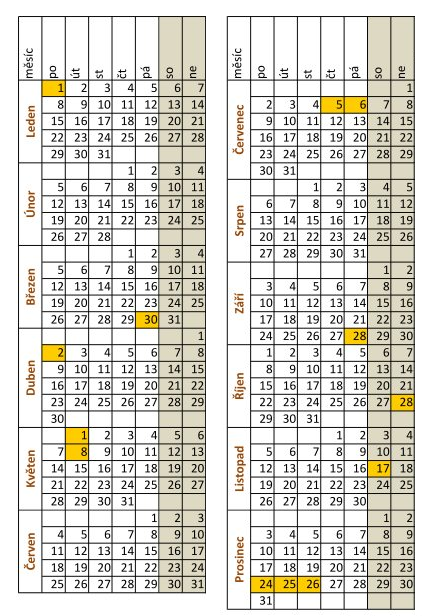 měsíc po út st čt pá so ne
Leden
1 2 3 4 5 6 7
8 9 10 11 12 13 14
15 16 17 18 19 20 21
22 23 24 25 26 27 28
29 30 31
Únor
1 2 3 4
5 6 7 8 9 10 11
12 13 14 15 16 17 18
19 20 21 22 23 24 25
26 27 28
Březen
1 2 3 4
5 6 7 8 9 10 11
12 13 14 15 16 17 18
19 20 21 22 23 24 25
26 27 28 29 30 31
Duben
1
2 3 4 5 6 7 8
9 10 11 12 13 14 15
16 17 18 19 20 21 22
23 24 25 26 27 28 29
30
Květen
1 2 3 4 5 6
7 8 9 10 11 12 13
14 15 16 17 18 19 20
21 22 23 24 25 26 27
28 29 30 31
Červen
1 2 3
4 5 6 7 8 9 10
11 12 13 14 15 16 17
18 19 20 21 22 23 24
25 26 27 28 29 30 31
měsíc po út st čt pá so ne
Červenec
1
2 3 4 5 6 7 8
9 10 11 12 13 14 15
16 17 18 19 20 21 22
23 24 25 26 27 28 29
30 31
Srpen
1 2 3 4 5
6 7 8 9 10 11 12
13 14 15 16 17 18 19
20 21 22 23 24 25 26
27 28 29 30 31
Září
1 2
3 4 5 6 7 8 9
10 11 12 13 14 15 16
17 18 19 20 21 22 23
24 25 26 27 28 29 30
Říjen
1 2 3 4 5 6 7
8 9 10 11 12 13 14
15 16 17 18 19 20 21
22 23 24 25 26 27 28
29 30 31
Listopad
1 2 3 4
5 6 7 8 9 10 11
12 13 14 15 16 17 18
19 20 21 22 23 24 25
26 27 28 29 30
Prosinec
1 2
3 4 5 6 7 8 9
10 11 12 13 14 15 16
17 18 19 20 21 22 23
24 25 26 27 28 29 30
31